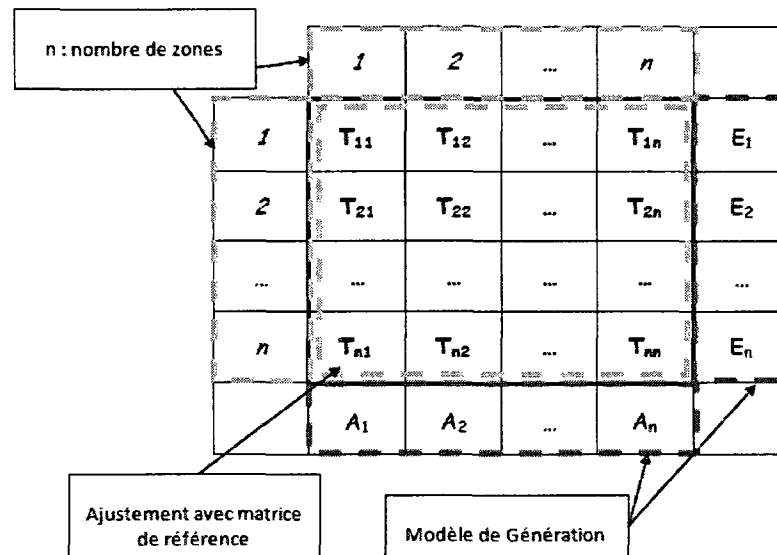 n : nombre de zones
1 2 ... n
1 T11 T12 ... T1n E1
2 T21 T22 ... T2n E2
... ... ... ... ... ...
n Tn1 Tn2 ... Tnn En
A1 A2 ... An
Ajustement avec matrice
de référence
Modèle de Génération